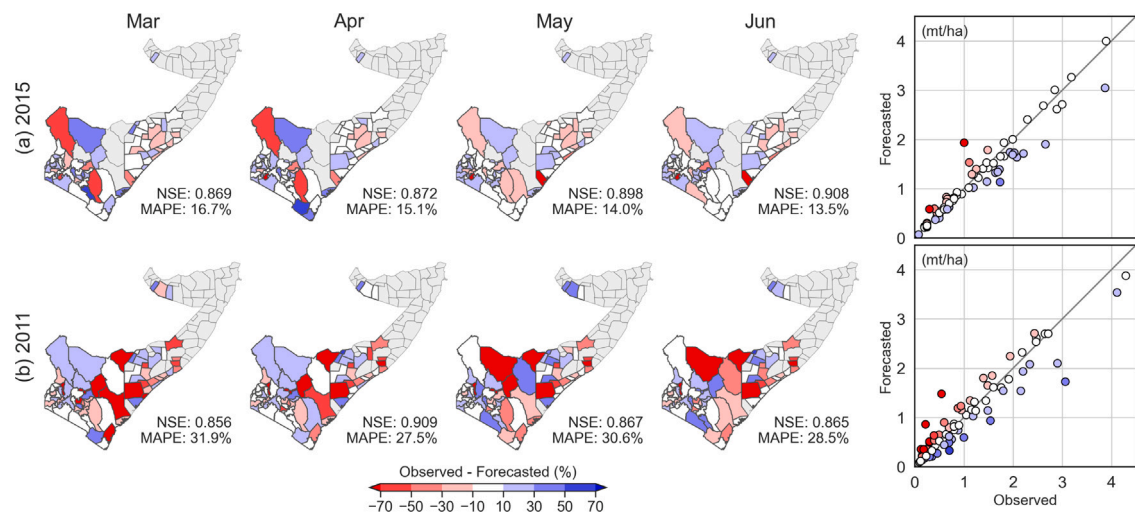 Mar
Apr
May
Jun
(a) 2015
NSE: 0.869
MAPE: 16.7%
NSE: 0.872
MAPE: 15.1%
NSE: 0.898
MAPE: 14.0%
NSE: 0.908
MAPE: 13.5%
(mt/ha)
Forecasted
4
3
2
1
0
(b) 2011
NSE: 0.856
MAPE: 31.9%
NSE: 0.909
MAPE: 27.5%
NSE: 0.867
MAPE: 30.6%
NSE: 0.865
MAPE: 28.5%
(mt/ha)
Forecasted
4
3
2
1
0
0 1 2 3 4
Observed
Observed - Forecasted (%)
−70 −50 −30 −10 10 30 50 70